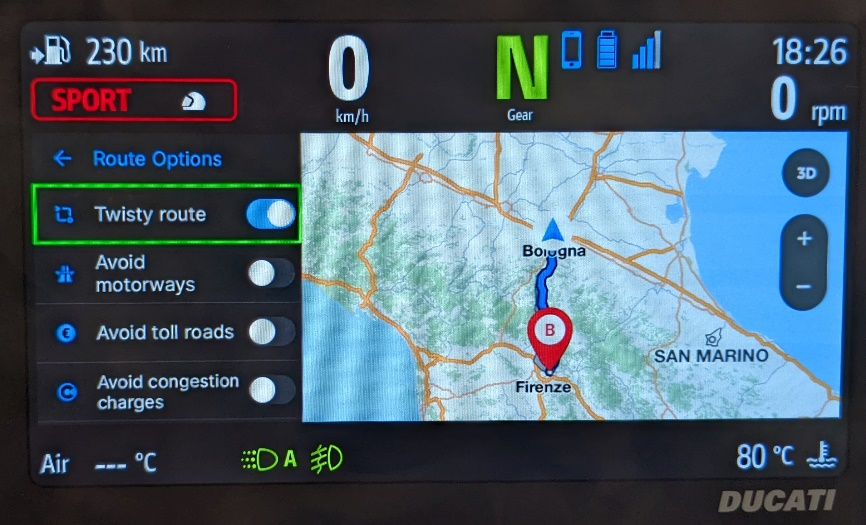 230 km
0
km/h
N
Gear
18:26
0 rpm
SPORT
Route Options
Twisty route
Avoid
motorways
Avoid toll roads
Avoid congestion
charges
3D
+
−
Bologna
B
SAN MARINO
Firenze
Air --- °C
A
80 °C
DUCATI